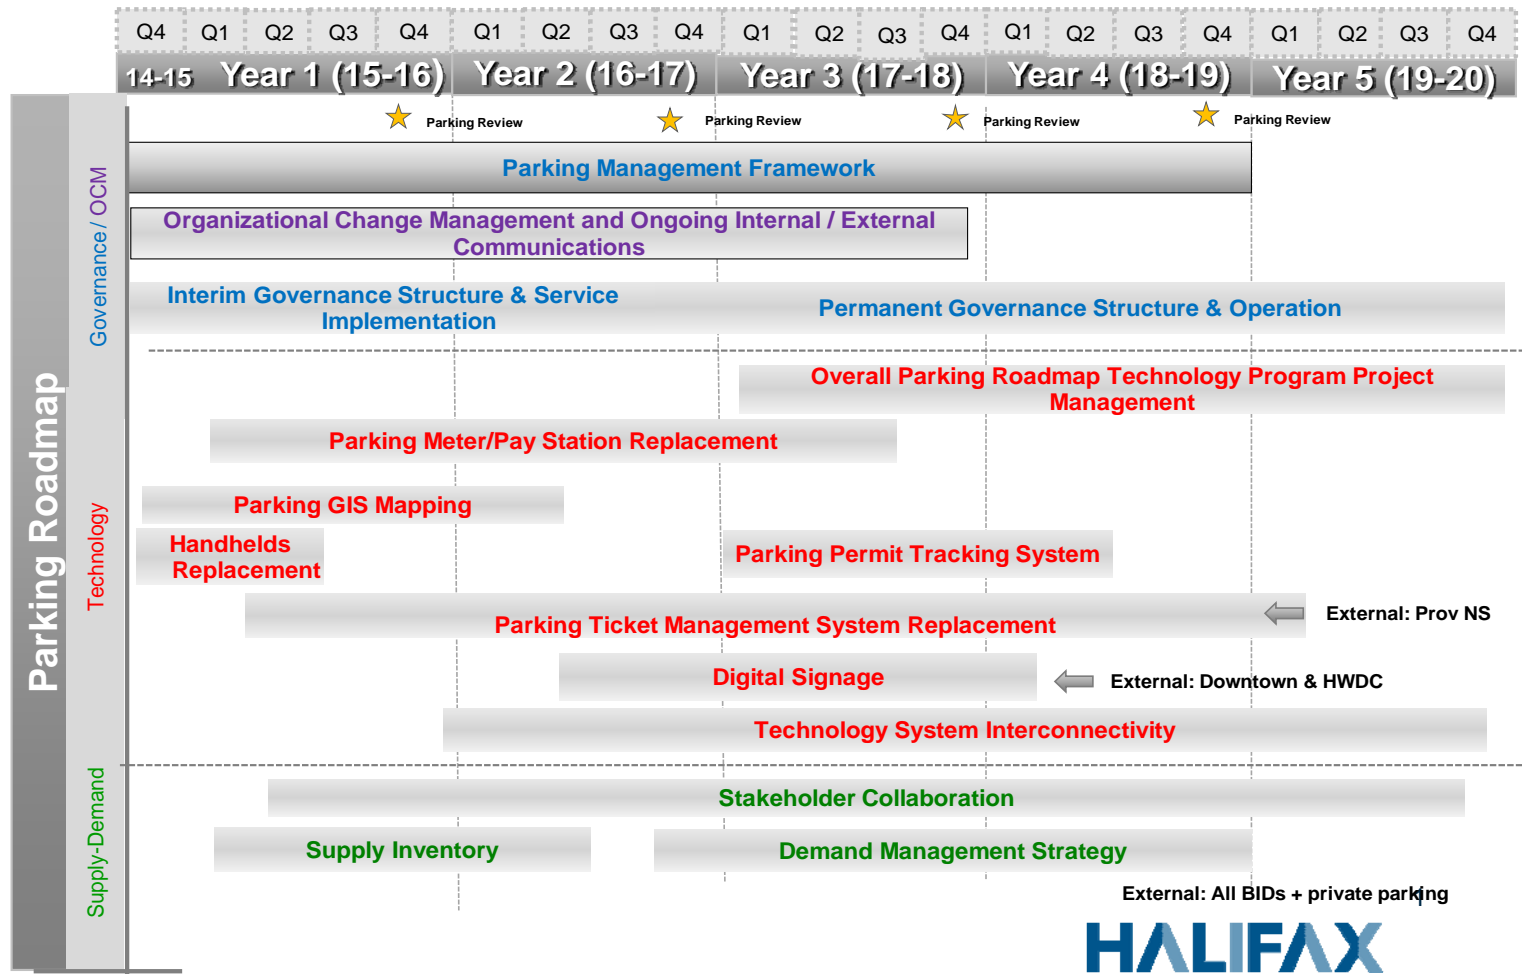 Q4 Q1 Q2 Q3 Q4 Q1 Q2 Q3 Q4 Q1 Q2 Q3 Q4 Q1 Q2 Q3 Q4 Q1 Q2 Q3 Q4
14-15 Year 1 (15-16) Year 2 (16-17) Year 3 (17-18) Year 4 (18-19) Year 5 (19-20)
Parking Review Parking Review Parking Review Parking Review
Parking Roadmap
Governance / OCM
Parking Management Framework
Organizational Change Management and Ongoing Internal / External
Communications
Interim Governance Structure & Service
Implementation
Permanent Governance Structure & Operation
Technology
Overall Parking Roadmap Technology Program Project
Management
Parking Meter/Pay Station Replacement
Parking GIS Mapping
Handhelds
Replacement
Parking Permit Tracking System
Parking Ticket Management System Replacement
External: Prov NS
Digital Signage
External: Downtown & HWDC
Technology System Interconnectivity
Supply-Demand
Stakeholder Collaboration
Supply Inventory
Demand Management Strategy
External: All BIDs + private parking
1
HALIFAX